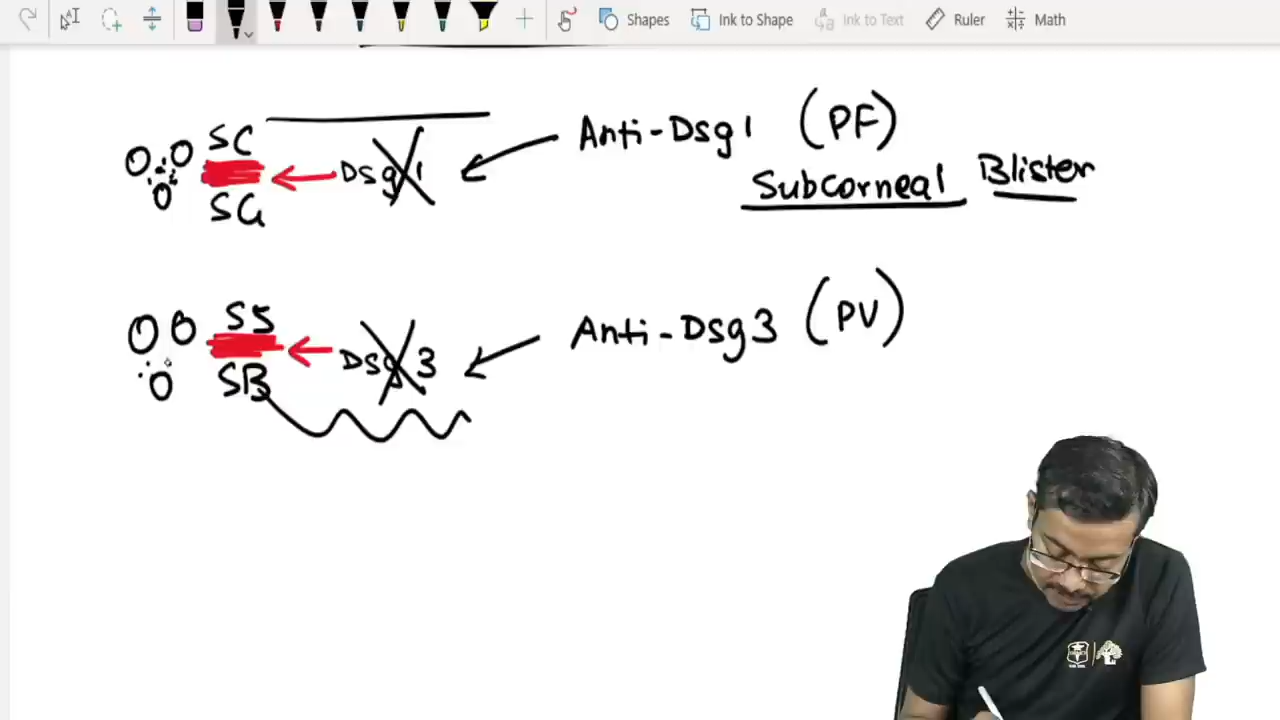 Shapes Ink to Shape Ink to Text Ruler Math
SC Anti-Dsg1 (PF)
Dsg1
SG Subcorneal Blister
SS Anti-Dsg3 (PV)
Dsg3
SB